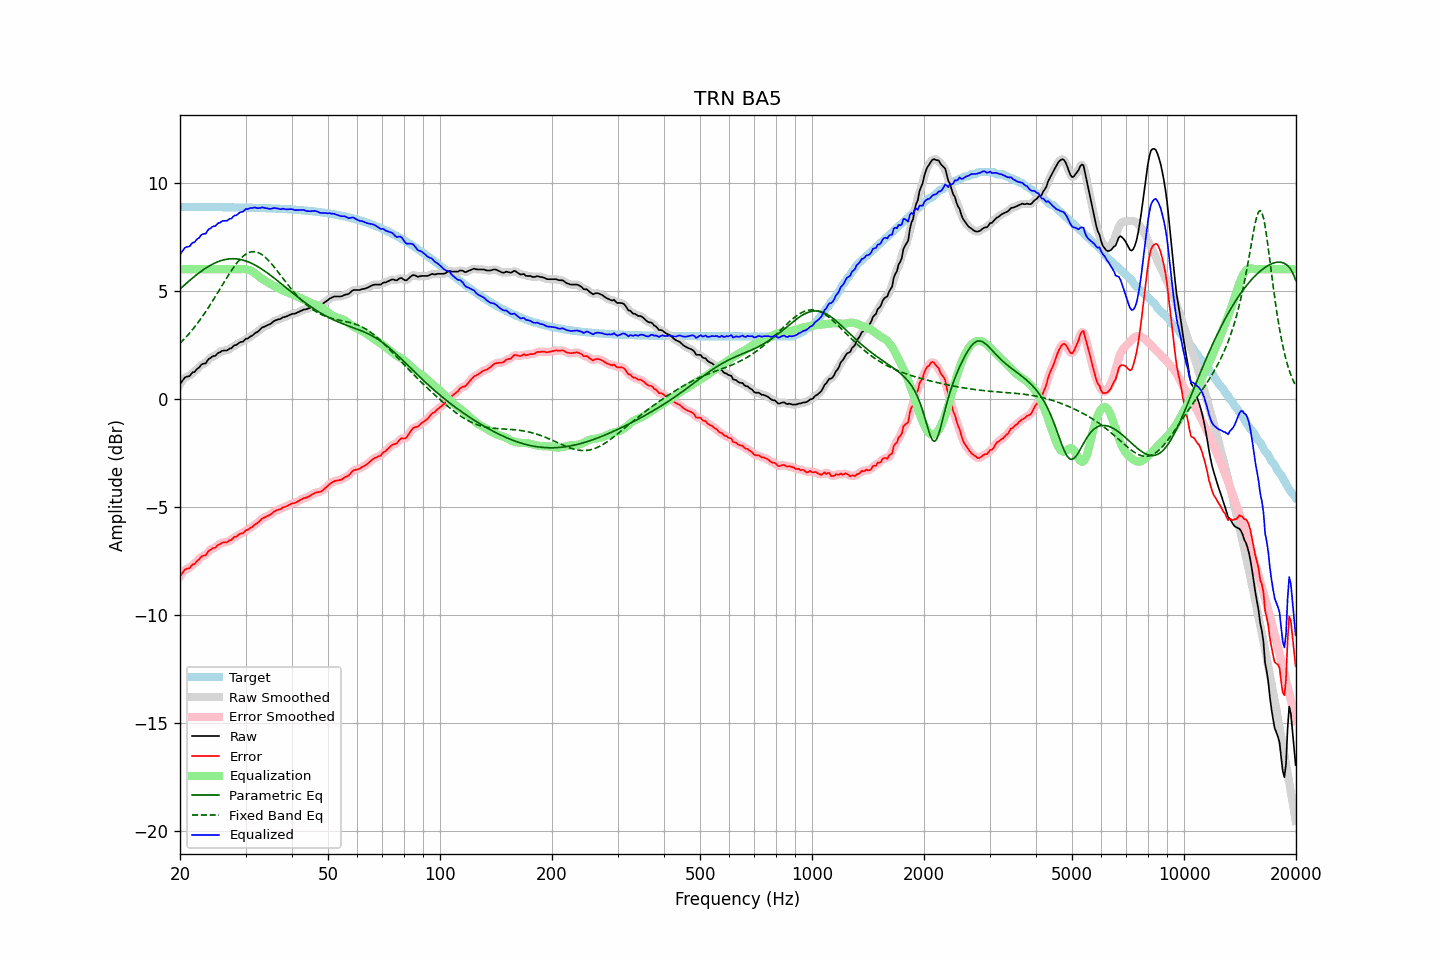 TRN BA5
Amplitude (dBr)
10
5
0
−5
−10
−15
−20
Target
Raw Smoothed
Error Smoothed
Raw
Error
Equalization
Parametric Eq
Fixed Band Eq
Equalized
20 50 100 200 500 1000 2000 5000 10000 20000
Frequency (Hz)